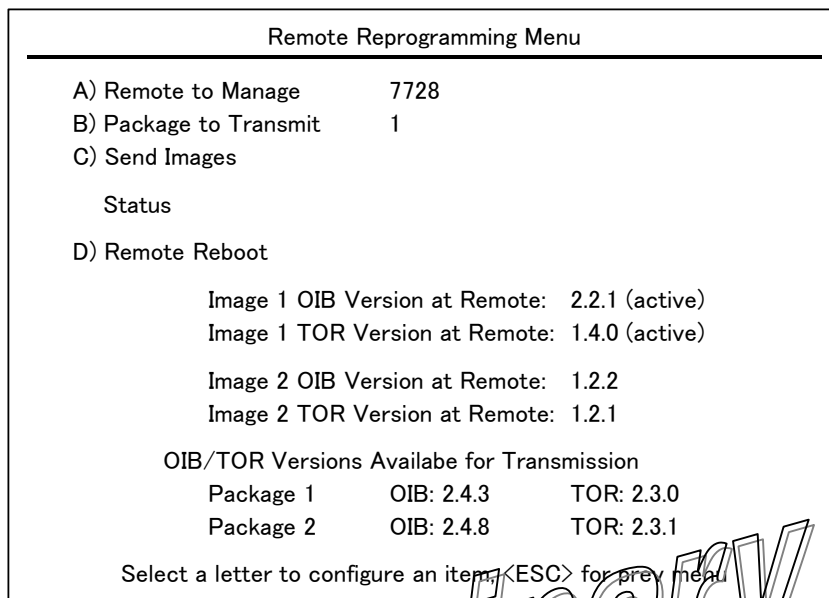 Remote Reprogramming Menu
A) Remote to Manage 7728
B) Package to Transmit 1
C) Send Images
Status
D) Remote Reboot
Image 1 OIB Version at Remote: 2.2.1 (active)
Image 1 TOR Version at Remote: 1.4.0 (active)
Image 2 OIB Version at Remote: 1.2.2
Image 2 TOR Version at Remote: 1.2.1
OIB/TOR Versions Availabe for Transmission
Package 1 OIB: 2.4.3 TOR: 2.3.0
Package 2 OIB: 2.4.8 TOR: 2.3.1
Select a letter to configure an item, <ESC> for prev menu